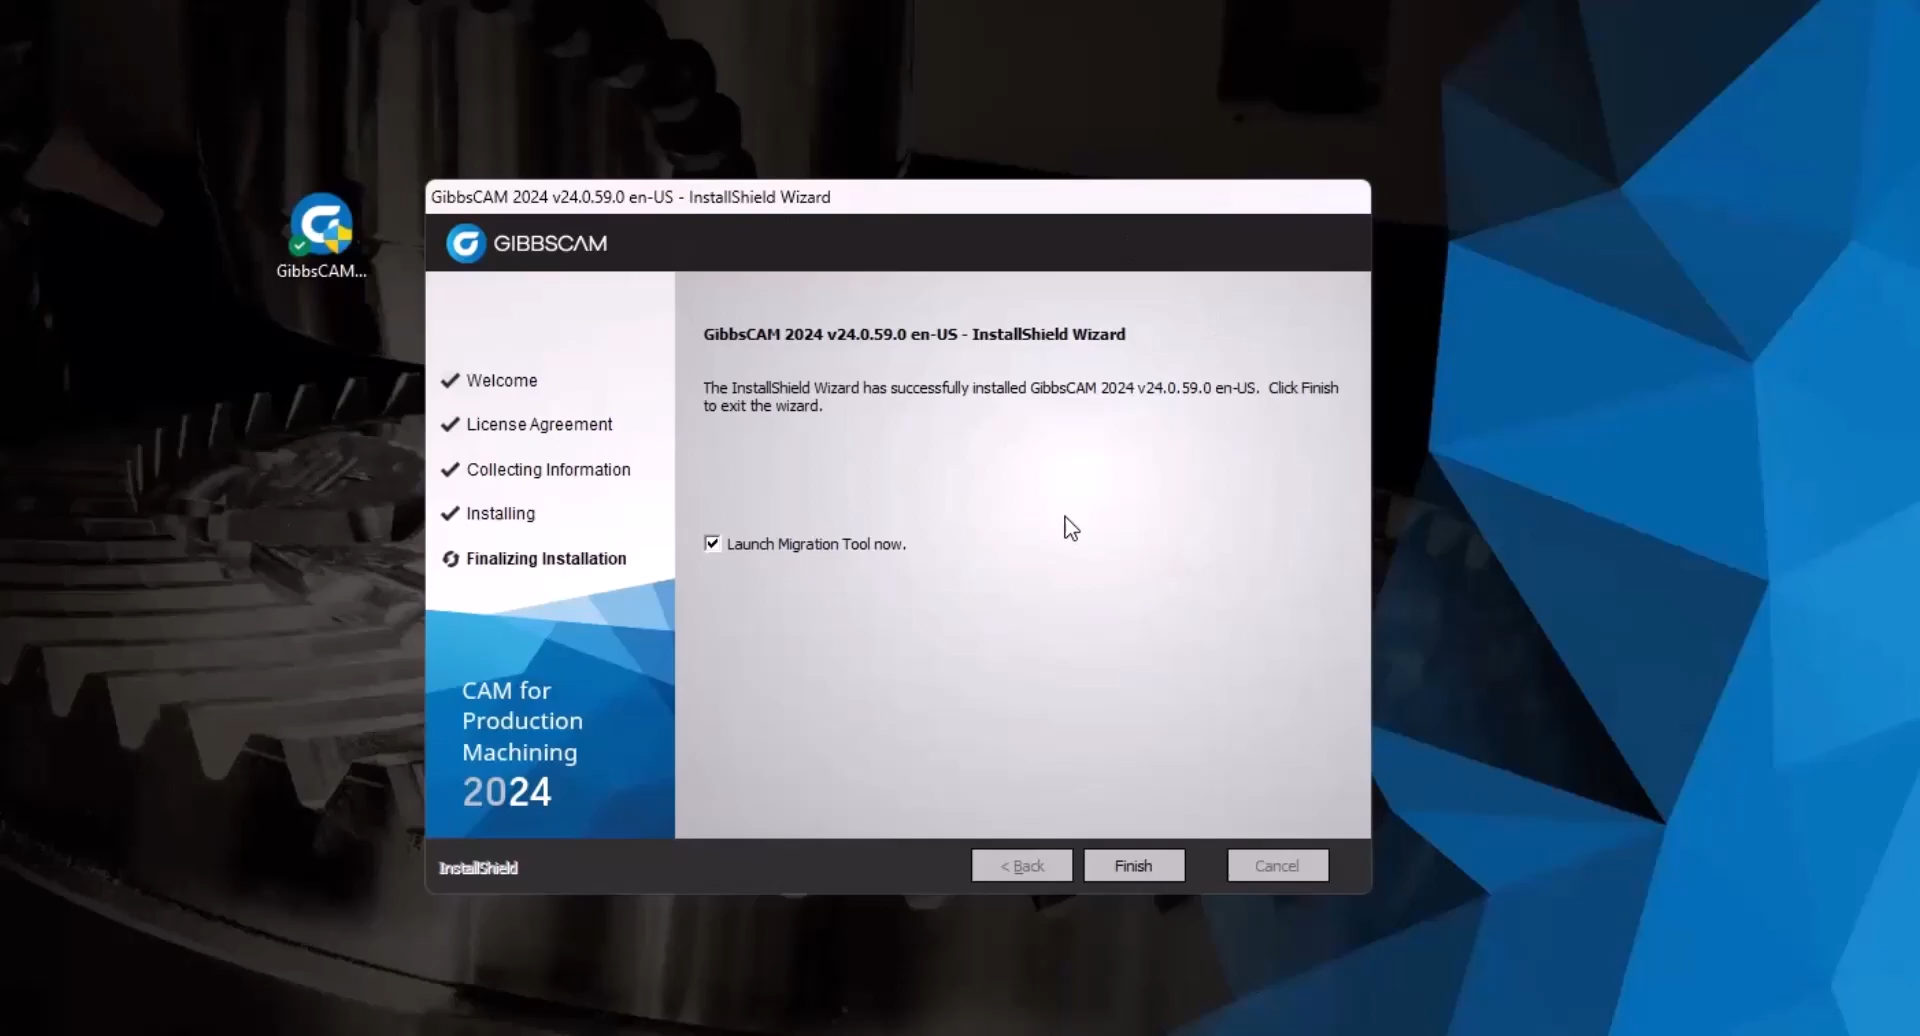 GibbsCAM...
GibbsCAM 2024 v24.0.59.0 en-US - InstallShield Wizard
GIBBSCAM
Welcome
License Agreement
Collecting Information
Installing
Finalizing Installation
CAM for
Production
Machining
2024
GibbsCAM 2024 v24.0.59.0 en-US - InstallShield Wizard
The InstallShield Wizard has successfully installed GibbsCAM 2024 v24.0.59.0 en-US. Click Finish
to exit the wizard.
Launch Migration Tool now.
InstallShield
< Back
Finish
Cancel